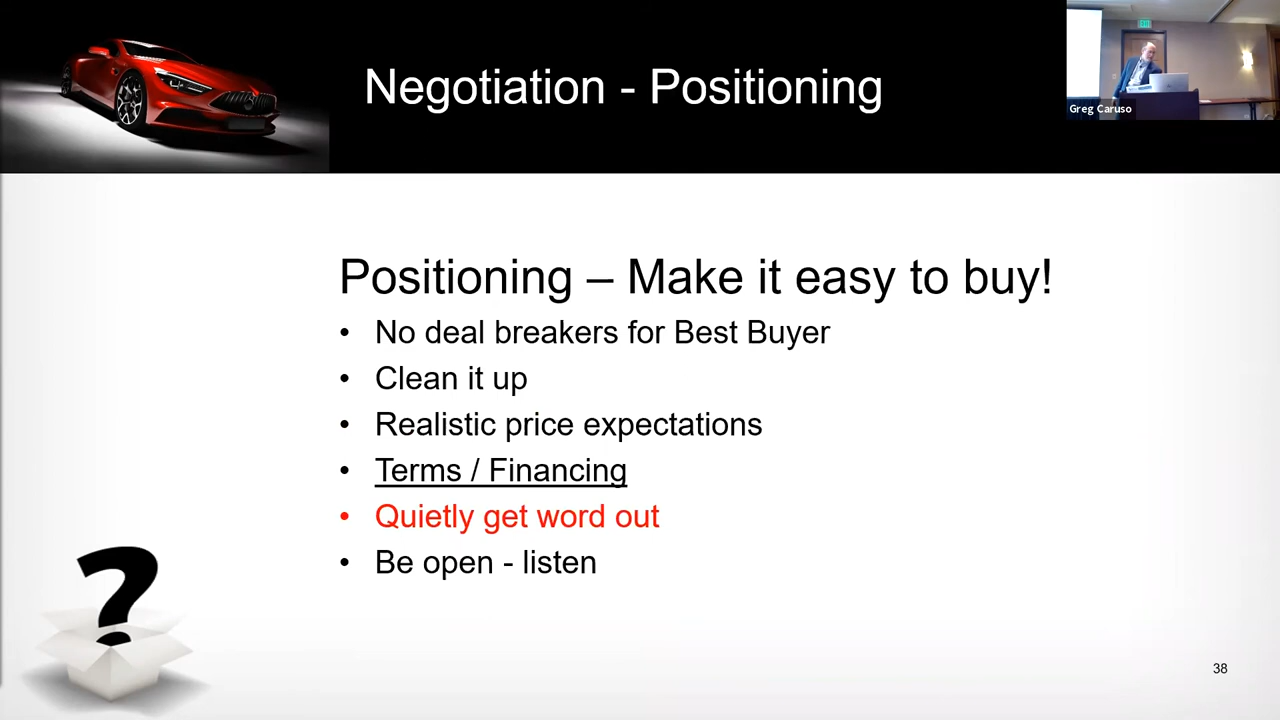 Negotiation - Positioning
Greg Caruso
Positioning – Make it easy to buy!
• No deal breakers for Best Buyer
• Clean it up
• Realistic price expectations
• Terms / Financing
• Quietly get word out
• Be open - listen
?
38